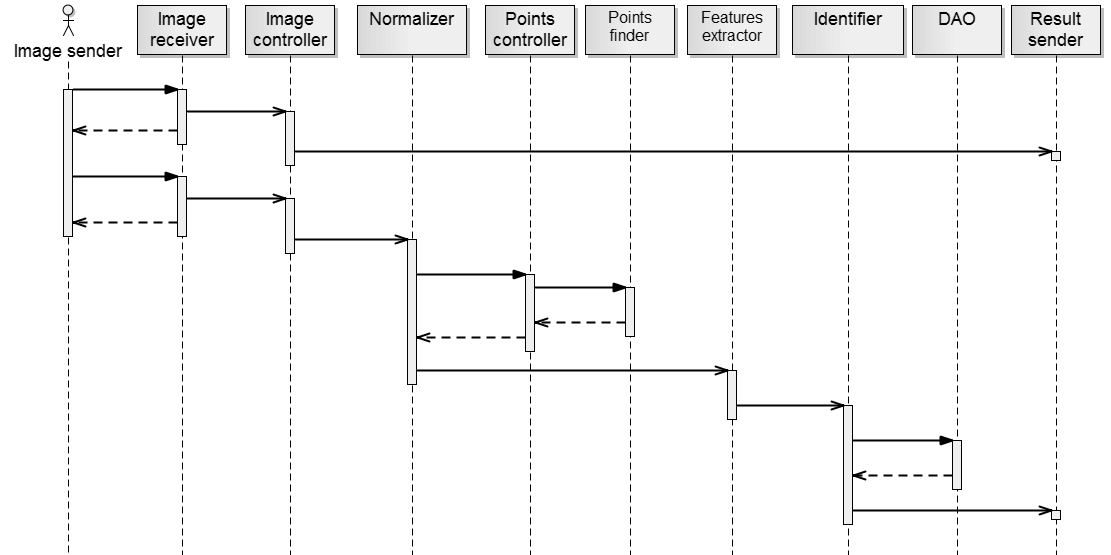 Image sender
Image
receiver
Image
controller
Normalizer
Points
controller
Points
finder
Features
extractor
Identifier
DAO
Result
sender